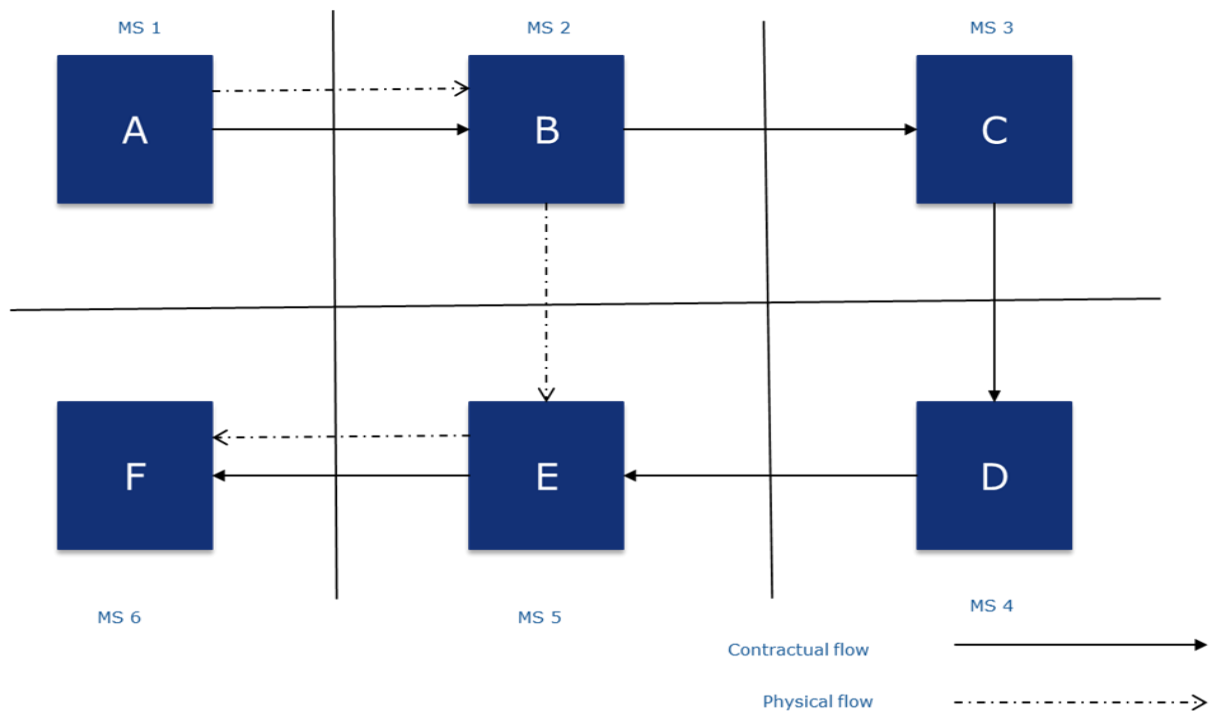 MS 1
MS 2
MS 3
A
B
C
F
E
D
MS 6
MS 5
MS 4
Contractual flow
Physical flow